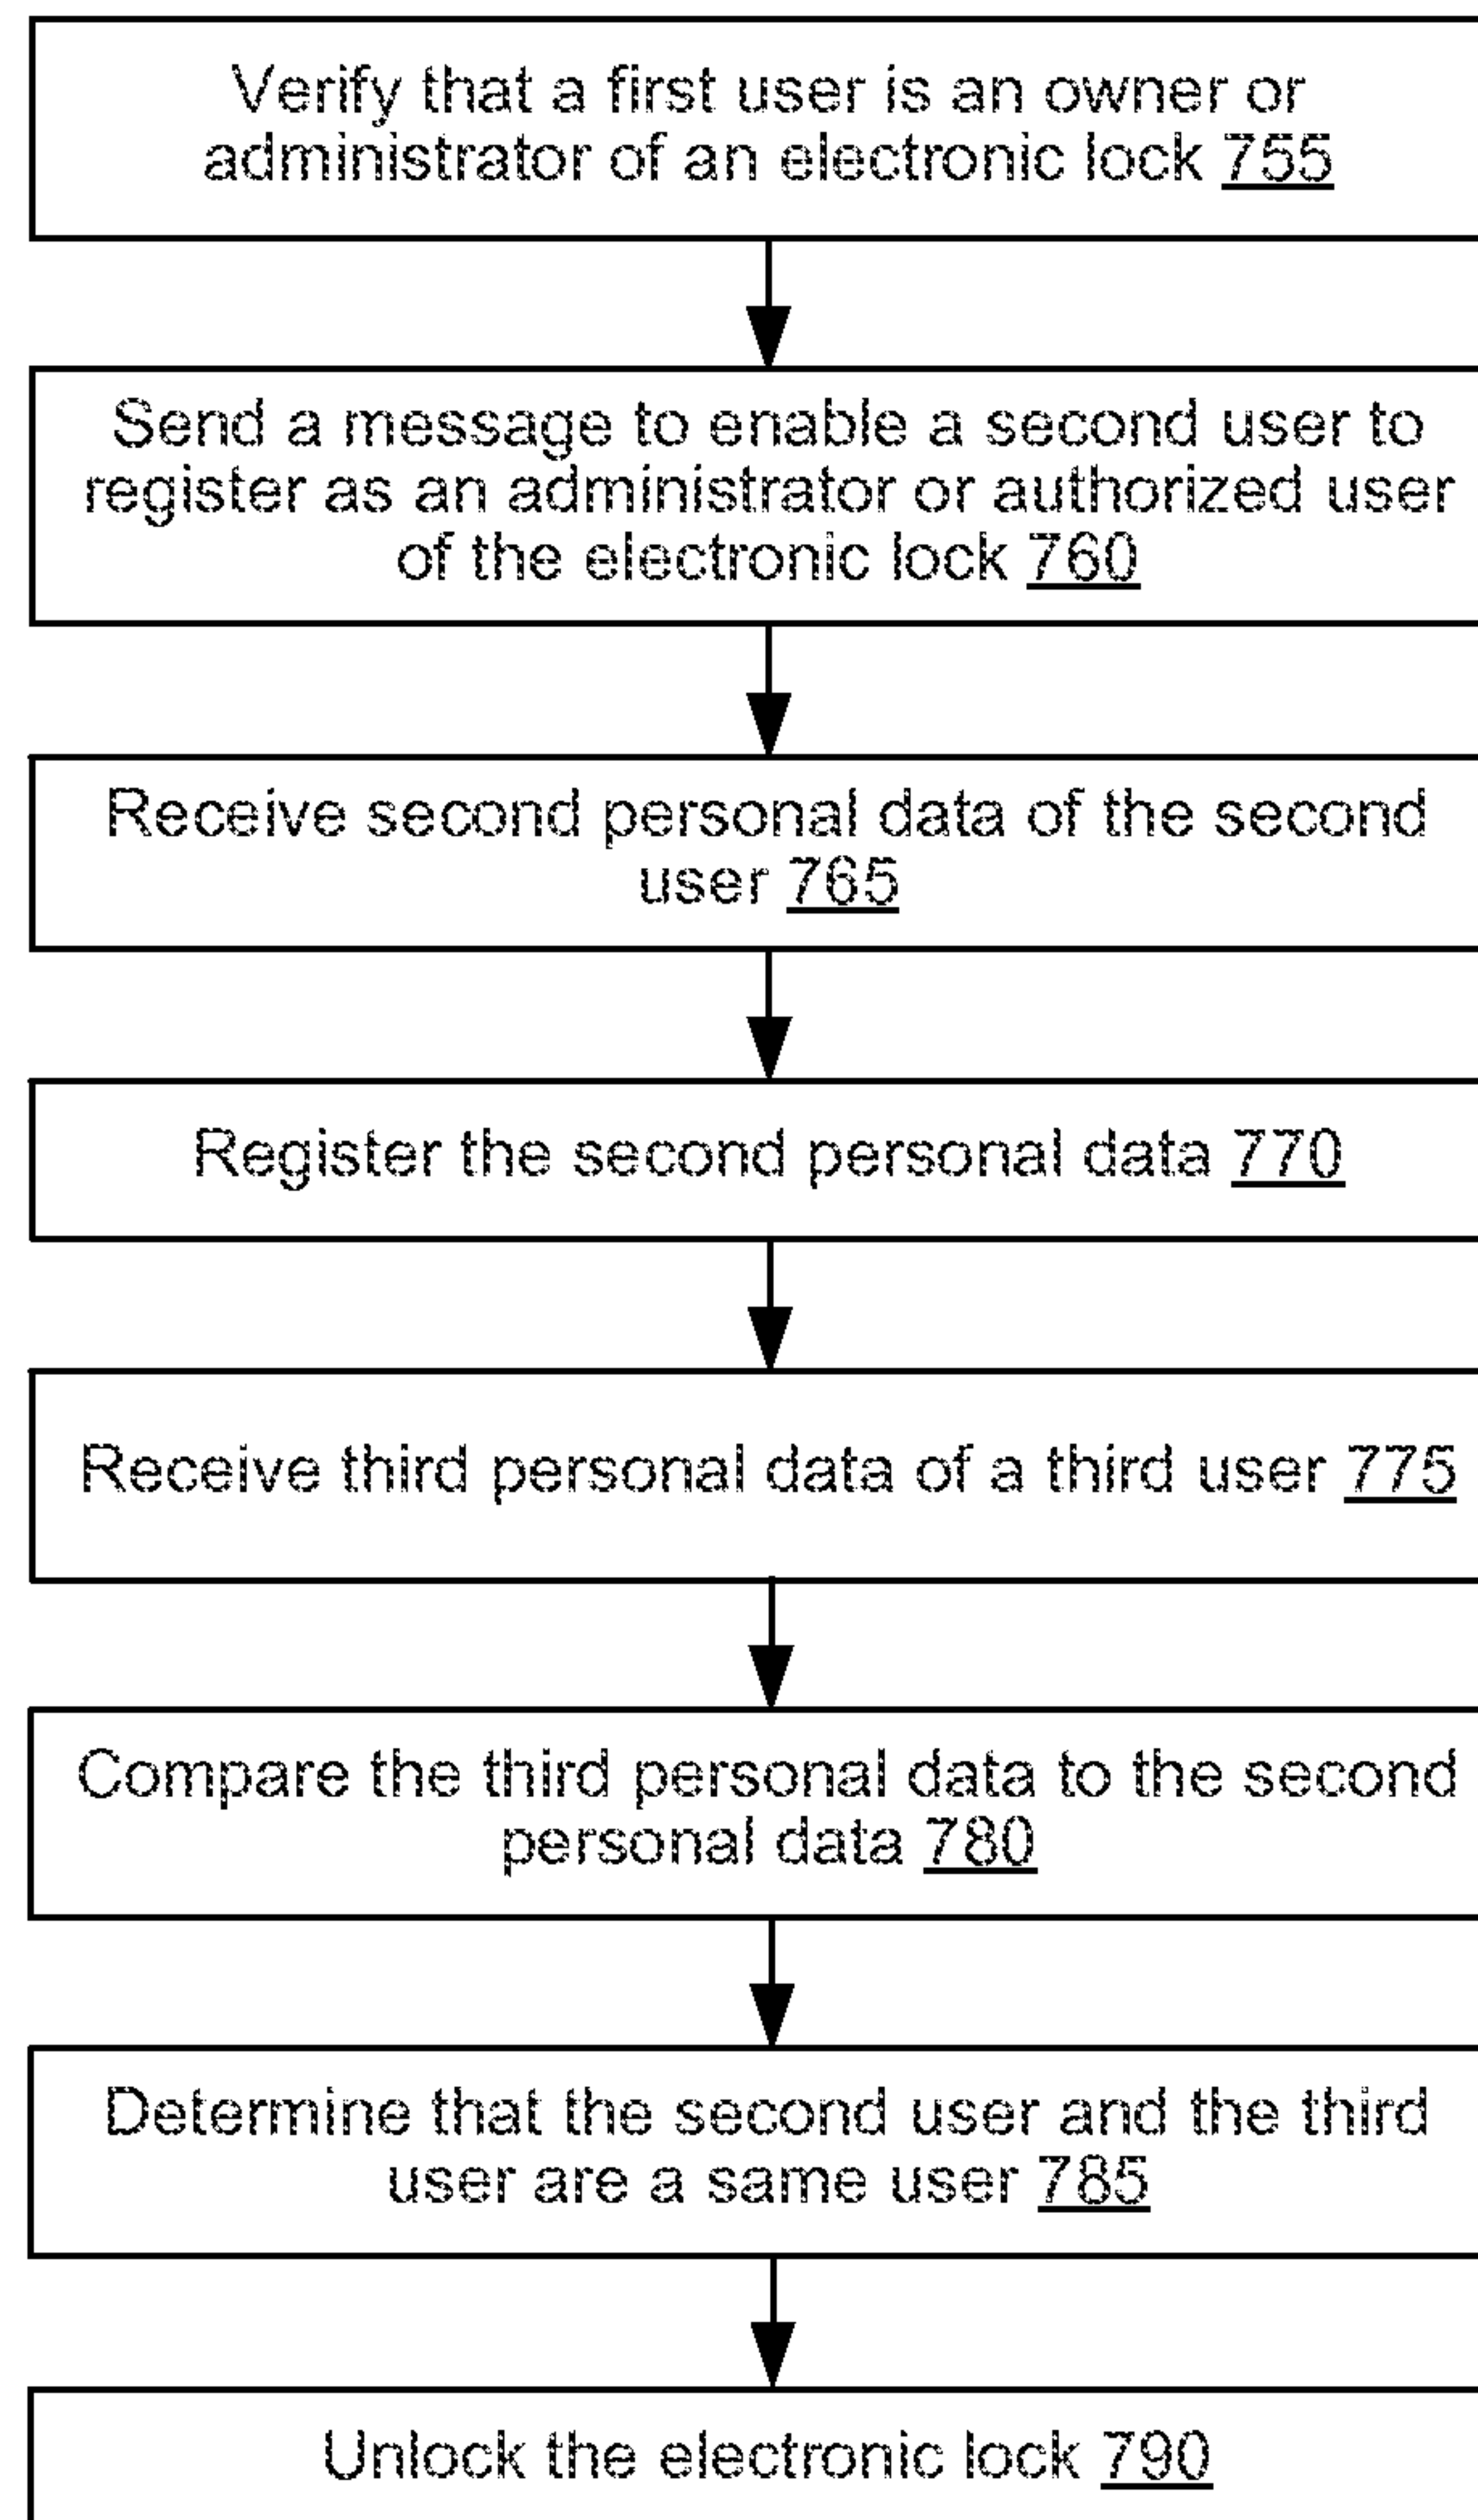 Verify that a first user is an owner or
administrator of an electronic lock 755
Send a message to enable a second user to
register as an administrator or authorized user
of the electronic lock 760
Receive second personal data of the second
user 765
Register the second personal data 770
Receive third personal data of a third user 775
Compare the third personal data to the second
personal data 780
Determine that the second user and the third
user are a same user 785
Unlock the electronic lock 790